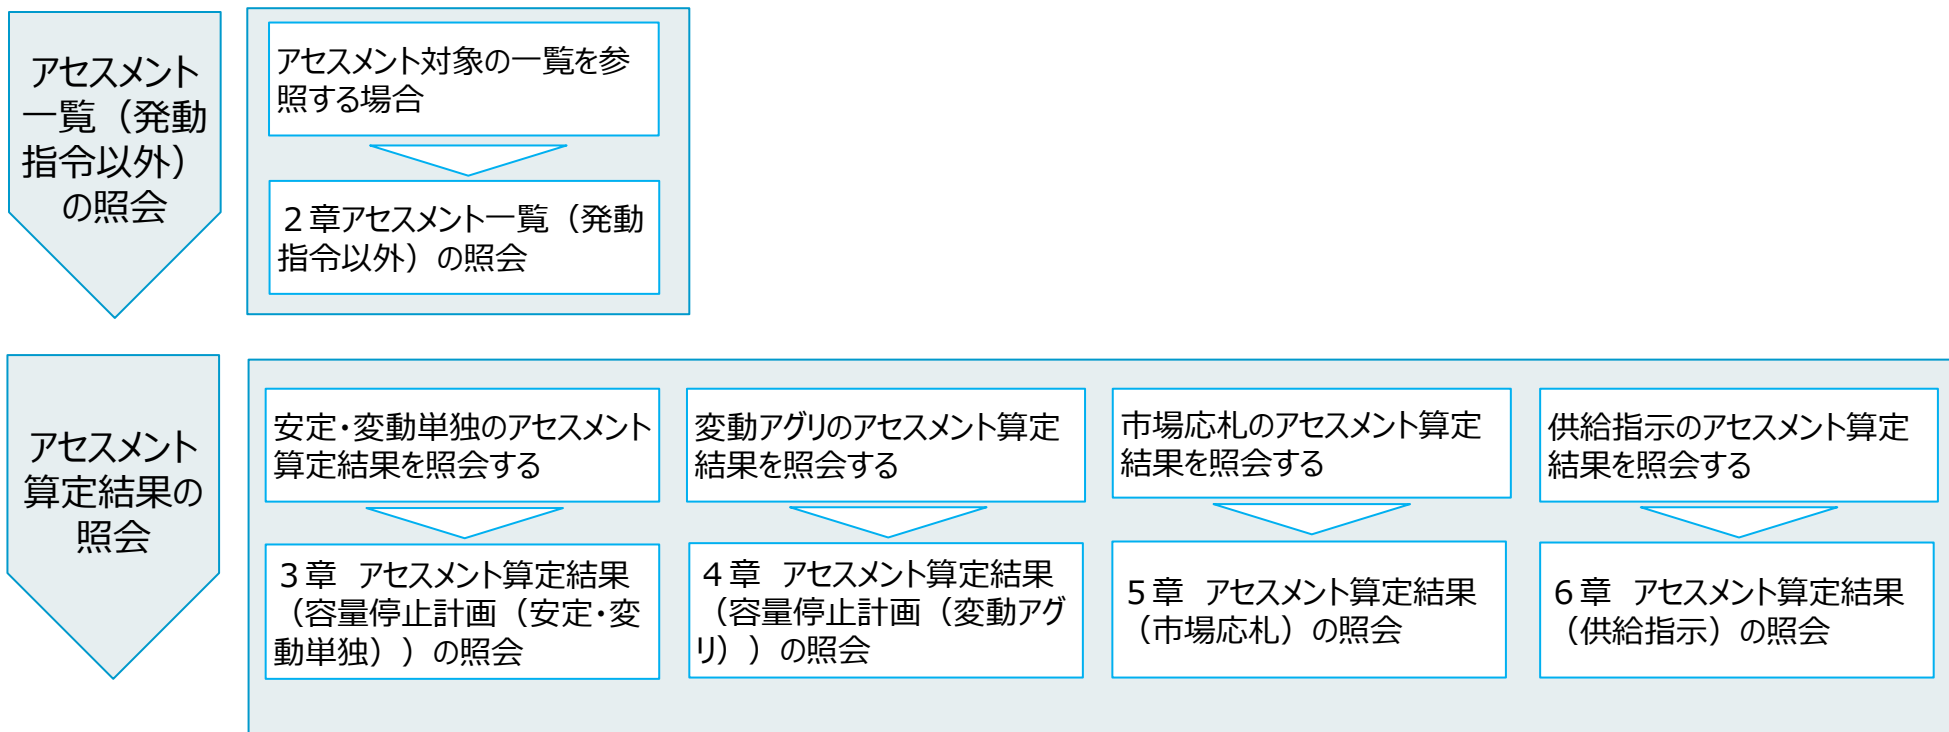 アセスメント
一覧（発動
指令以外）
の照会
アセスメント対象の一覧を参
照する場合
２章アセスメント一覧（発動
指令以外）の照会
アセスメント
算定結果の
照会
安定・変動単独のアセスメント
算定結果を照会する
３章　アセスメント算定結果
（容量停止計画（安定・変
動単独））の照会
変動アグリのアセスメント算定
結果を照会する
４章　アセスメント算定結果
（容量停止計画（変動アグ
リ））の照会
市場応札のアセスメント算定
結果を照会する
５章　アセスメント算定結果
（市場応札）の照会
供給指示のアセスメント算定
結果を照会する
６章　アセスメント算定結果
（供給指示）の照会